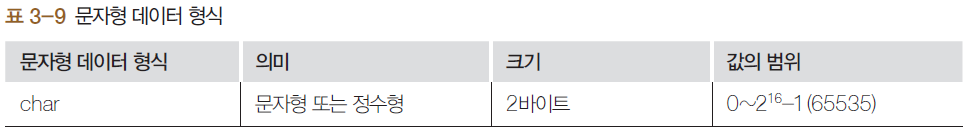 표 3-9 문자형 데이터 형식
문자형 데이터 형식 의미 크기 값의 범위
char 문자형 또는 정수형 2바이트 0~2¹⁶-1(65535)